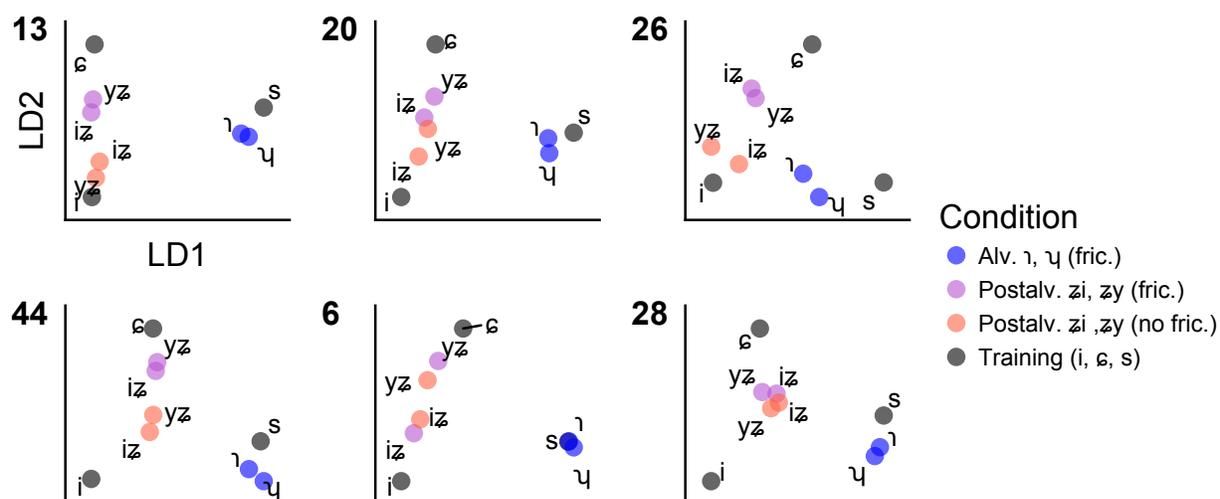 13
ɕ
yʑ
iʑ
iʑ
yʑ
i
s
ɿ
ʮ
LD2
LD1
20
ɕ
yʑ
iʑ
yʑ
iʑ
i
s
ɿ
ʮ
26
ɕ
iʑ
yʑ
yʑ
iʑ
i
ɿ
ʮ
s
44
ɕ
yʑ
iʑ
yʑ
iʑ
i
s
ɿ
ʮ
6
ɕ
yʑ
yʑ
iʑ
iʑ
i
ɿ
s
ʮ
28
ɕ
yʑ
iʑ
iʑ
yʑ
i
s
ɿ
ʮ
Condition
Alv. ɿ, ʮ (fric.)
Postalv. ʑi, ʑy (fric.)
Postalv. ʑi ,ʑy (no fric.)
Training (i, ɕ, s)